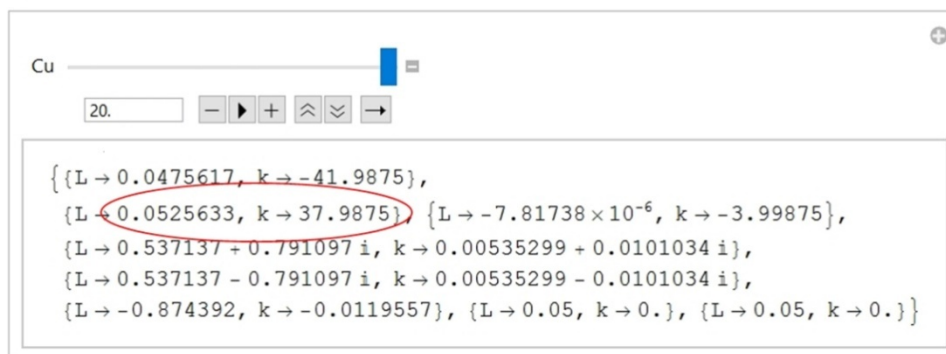 Cu
20.
{{L → 0.0475617, k → -41.9875},
{L → 0.0525633, k → 37.9875}, {L → -7.81738 × 10⁻⁶, k → -3.99875},
{L → 0.537137 + 0.791097 i, k → 0.00535299 + 0.0101034 i},
{L → 0.537137 - 0.791097 i, k → 0.00535299 - 0.0101034 i},
{L → -0.874392, k → -0.0119557}, {L → 0.05, k → 0.}, {L → 0.05, k → 0.}}